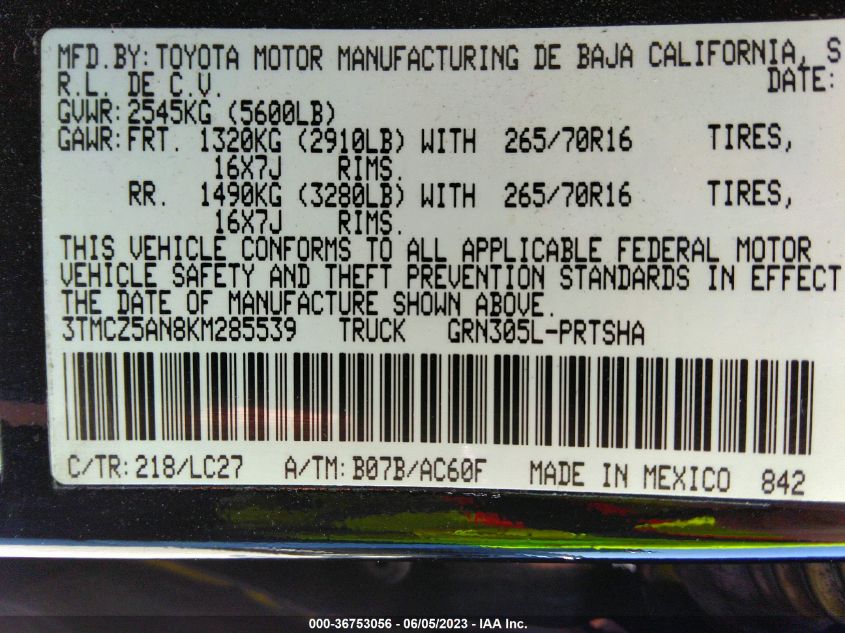 MFD.BY:TOYOTA MOTOR MANUFACTURING DE BAJA CALIFORNIA, S
R.L. DE C.V. DATE:
GVWR:2545KG (5600LB)
GAWR:FRT. 1320KG (2910LB) WITH 265/70R16 TIRES,
16X7J RIMS.
RR. 1490KG (3280LB) WITH 265/70R16 TIRES,
16X7J RIMS.
THIS VEHICLE CONFORMS TO ALL APPLICABLE FEDERAL MOTOR
VEHICLE SAFETY AND THEFT PREVENTION STANDARDS IN EFFECT
THE DATE OF MANUFACTURE SHOWN ABOVE.
3TMCZ5AN8KM285539 TRUCK GRN305L-PRTSHA
C/TR:218/LC27 A/TM:B07B/AC60F MADE IN MEXICO 842
000-36753056 - 06/05/2023 - IAA Inc.